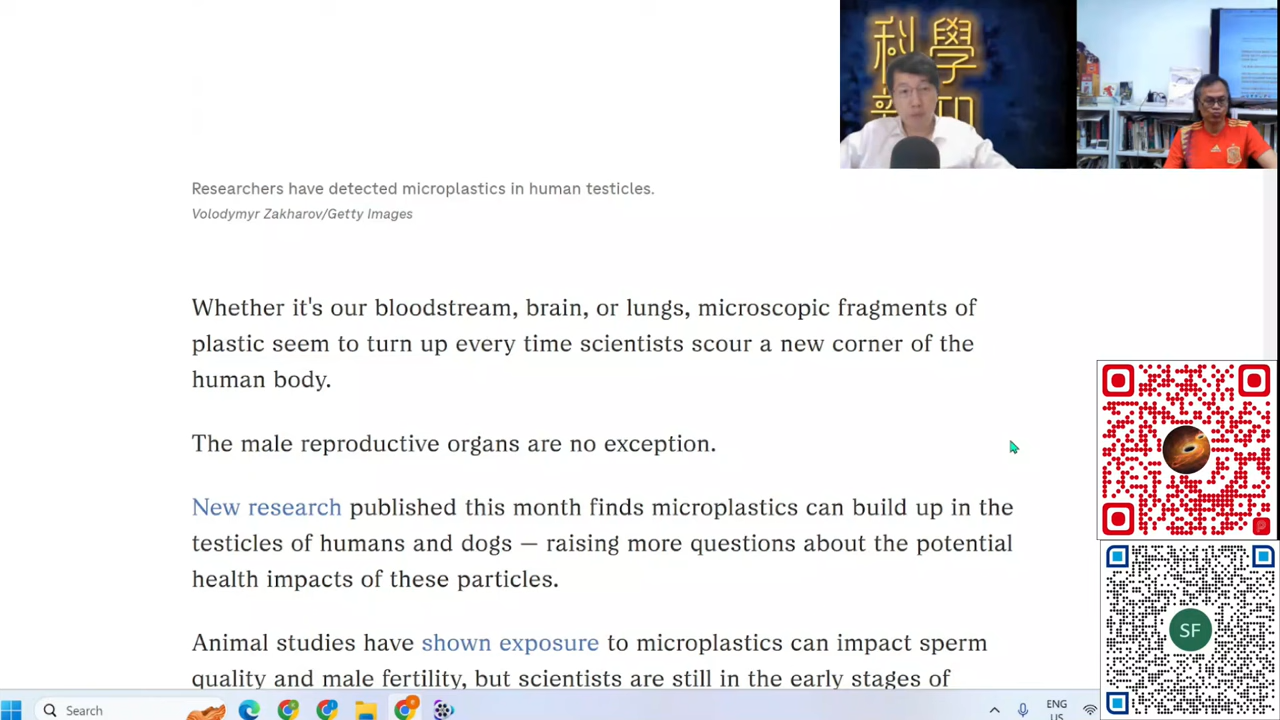 科學
Researchers have detected microplastics in human testicles.
Volodymyr Zakharov/Getty Images
Whether it's our bloodstream, brain, or lungs, microscopic fragments of
plastic seem to turn up every time scientists scour a new corner of the
human body.
The male reproductive organs are no exception.
New research published this month finds microplastics can build up in the
testicles of humans and dogs — raising more questions about the potential
health impacts of these particles.
Animal studies have shown exposure to microplastics can impact sperm
quality and male fertility, but scientists are still in the early stages of
SF
Search
ENG
US